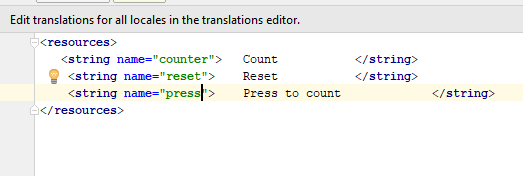 Edit translations for all locales in the translations editor.
<resources>
<string name="counter"> Count </string>
<string name="reset"> Reset </string>
<string name="press"> Press to count </string>
</resources>